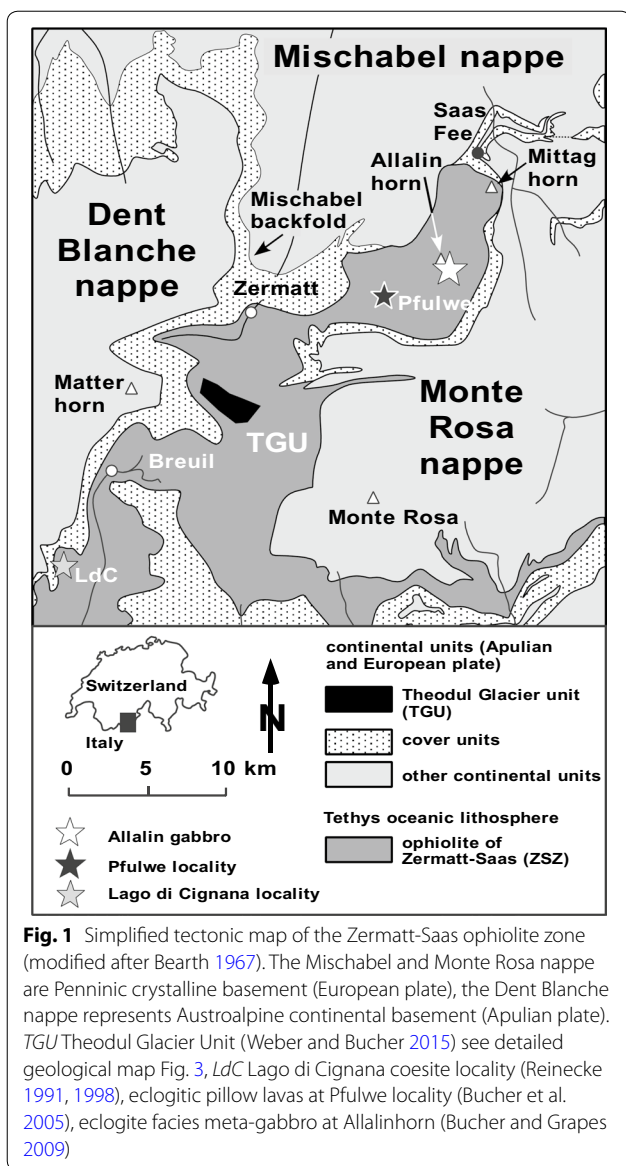 Mischabel nappe
Saas
Fee
Allalin
horn
Mittag
horn
Mischabel
backfold
Dent
Blanche
nappe
Zermatt
Pfulwe
Matter
horn
Monte
Rosa
nappe
TGU
Breuil
Monte Rosa
LdC
Switzerland
Italy
N
0 5 10 km
Allalin gabbro
Pfulwe locality
Lago di Cignana locality
continental units (Apulian
and European plate)
Theodul Glacier unit
(TGU)
cover units
other continental units
Tethys oceanic lithosphere
ophiolite of
Zermatt-Saas (ZSZ)
Fig. 1 Simplified tectonic map of the Zermatt-Saas ophiolite zone
(modified after Bearth 1967). The Mischabel and Monte Rosa nappe
are Penninic crystalline basement (European plate), the Dent Blanche
nappe represents Austroalpine continental basement (Apulian plate).
TGU Theodul Glacier Unit (Weber and Bucher 2015) see detailed
geological map Fig. 3, LdC Lago di Cignana coesite locality (Reinecke
1991, 1998), eclogitic pillow lavas at Pfulwe locality (Bucher et al.
2005), eclogite facies meta-gabbro at Allalinhorn (Bucher and Grapes
2009)